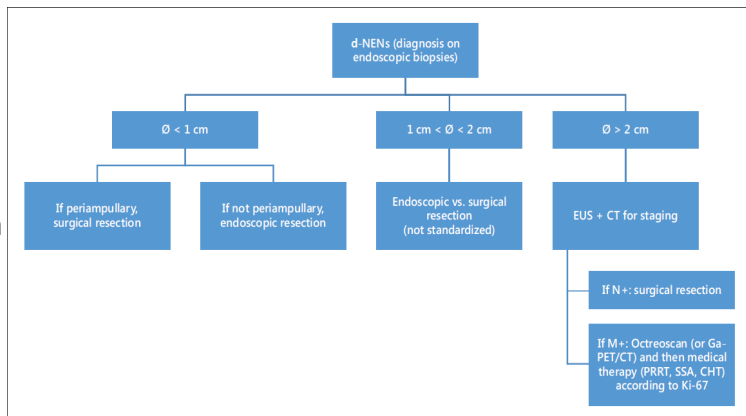 d-NENs (diagnosis on
endoscopic biopsies)
Ø < 1 cm
1 cm < Ø < 2 cm
Ø > 2 cm
If periampullary,
surgical resection
If not periampullary,
endoscopic resection
Endoscopic vs. surgical
resection
(not standardized)
EUS + CT for staging
If N+: surgical resection
If M+: Octreoscan (or Ga-
PET/CT) and then medical
therapy (PRRT, SSA, CHT)
according to Ki-67